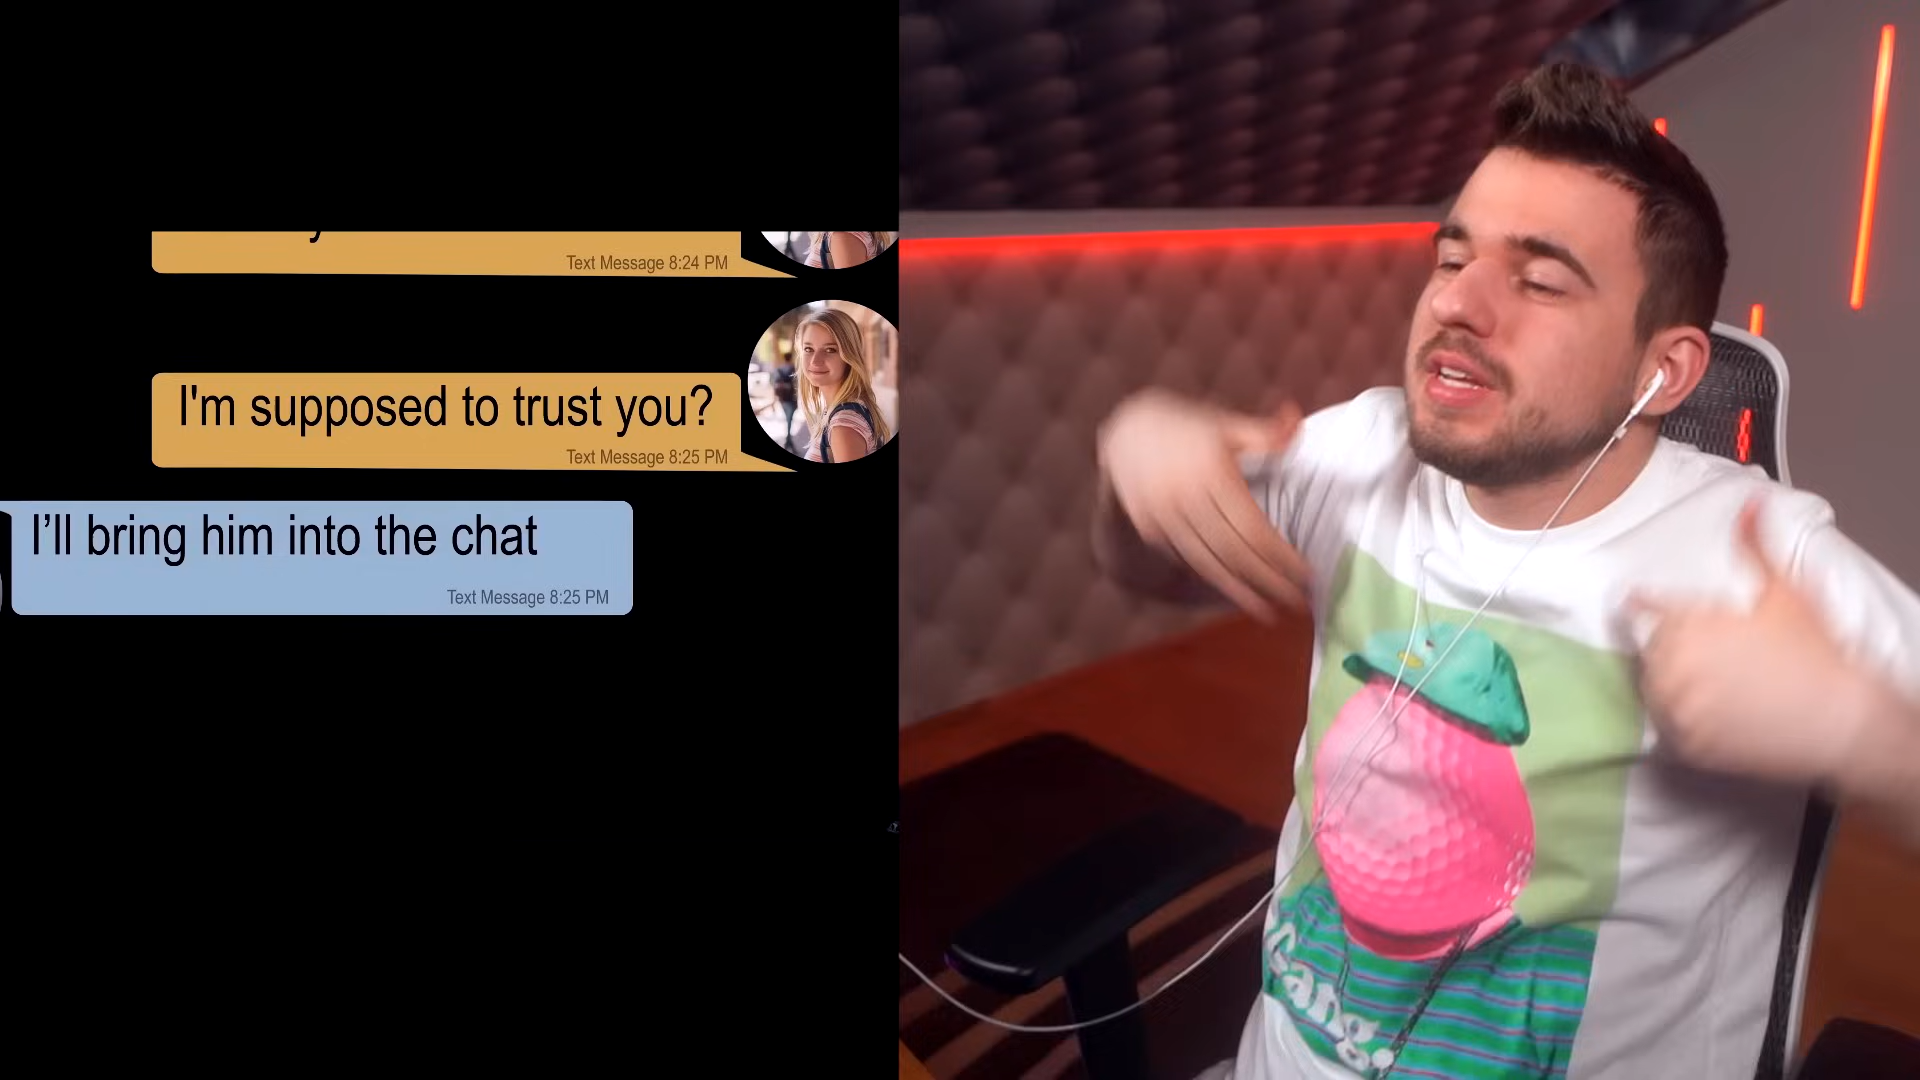 Text Message 8:24 PM
I'm supposed to trust you?
Text Message 8:25 PM
I’ll bring him into the chat
Text Message 8:25 PM